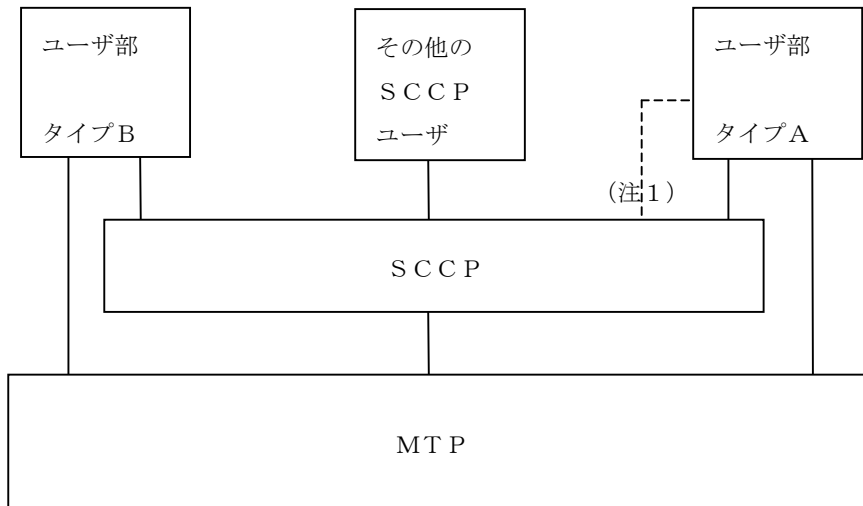 ユーザ部
タイプB
その他の
SCCP
ユーザ
ユーザ部
タイプA
(注1)
SCCP
MTP